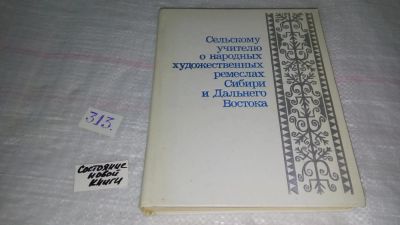 Сельскому
учителю
о народных
художественных
ремеслах
Сибири
и Дальнего
Востока
313.
Состояние
новой
книги